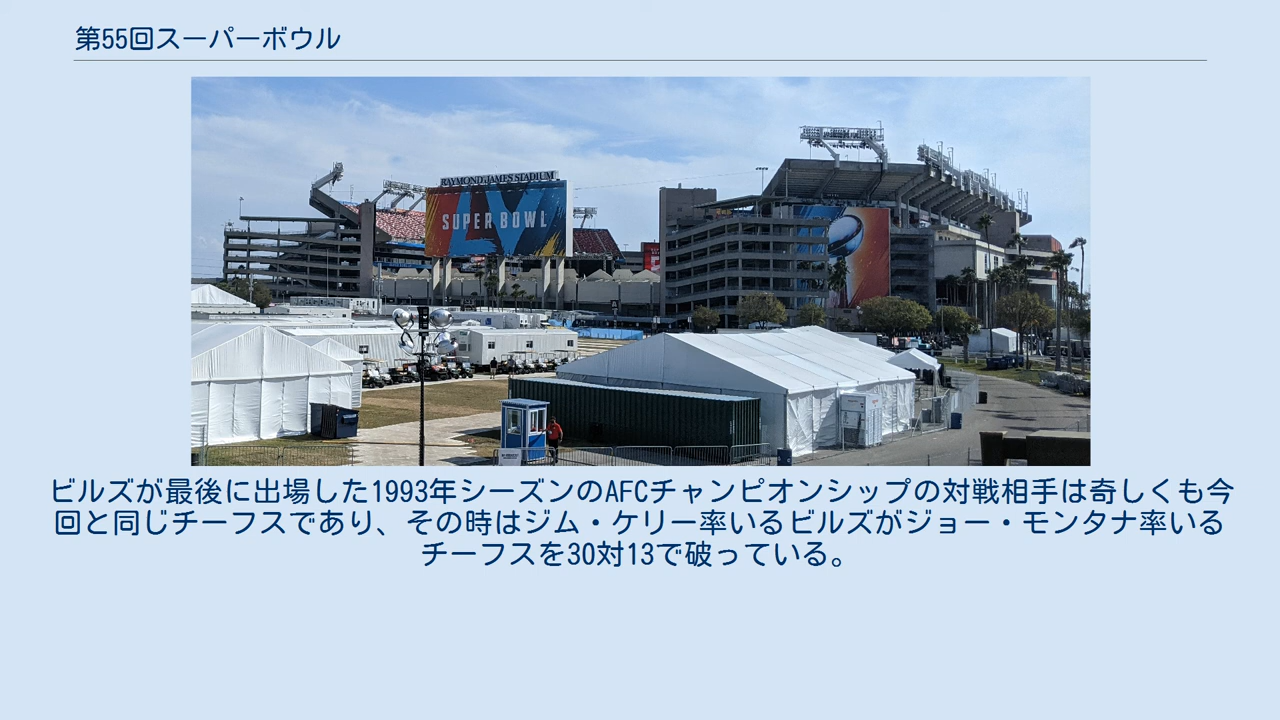 第55回スーパーボウル
RAYMOND JAMES STADIUM
SUPER BOWL
LV
ビルズが最後に出場した1993年シーズンのAFCチャンピオンシップの対戦相手は奇しくも今
回と同じチーフスであり、その時はジム・ケリー率いるビルズがジョー・モンタナ率いる
チーフスを30対13で破っている。